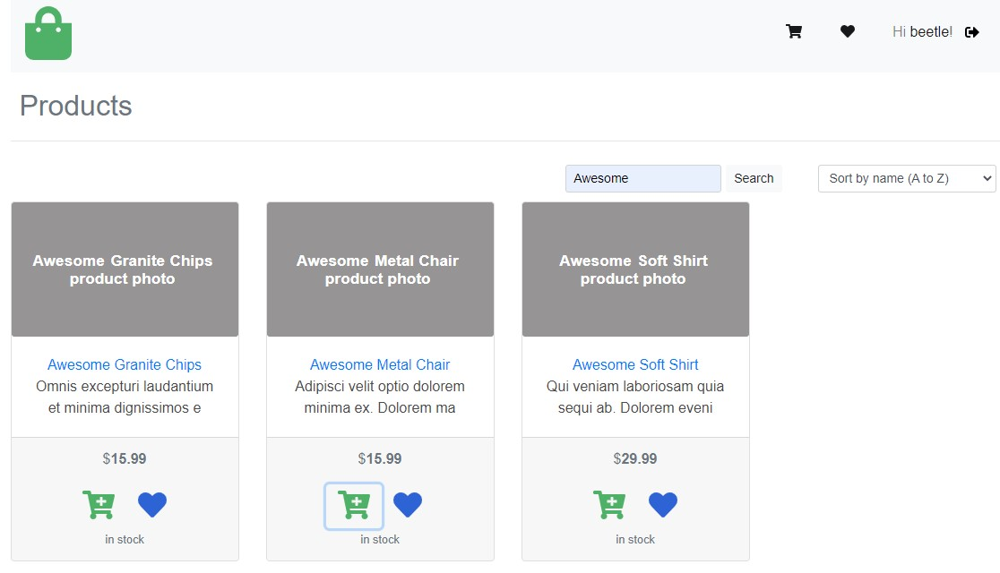 Hi beetle!
Products
Awesome
Search
Sort by name (A to Z)
Awesome Granite Chips
product photo
Awesome Granite Chips
Omnis excepturi laudantium
et minima dignissimos e
$15.99
in stock
Awesome Metal Chair
product photo
Awesome Metal Chair
Adipisci velit optio dolorem
minima ex. Dolorem ma
$15.99
in stock
Awesome Soft Shirt
product photo
Awesome Soft Shirt
Qui veniam laboriosam quia
sequi ab. Dolorem eveni
$29.99
in stock